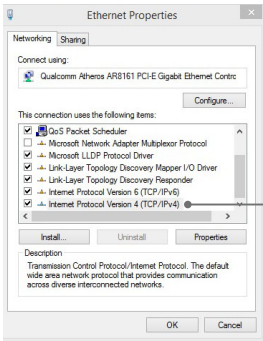 Ethernet Properties
Networking Sharing
Connect using:
Qualcomm Atheros AR8161 PCI-E Gigabit Ethernet Contrc
Configure...
This connection uses the following items:
QoS Packet Scheduler
Microsoft Network Adapter Multiplexor Protocol
Microsoft LLDP Protocol Driver
Link-Layer Topology Discovery Mapper I/O Driver
Link-Layer Topology Discovery Responder
Internet Protocol Version 6 (TCP/IPv6)
Internet Protocol Version 4 (TCP/IPv4)
Install... Uninstall Properties
Description
Transmission Control Protocol/Internet Protocol. The default
wide area network protocol that provides communication
across diverse interconnected networks.
OK Cancel